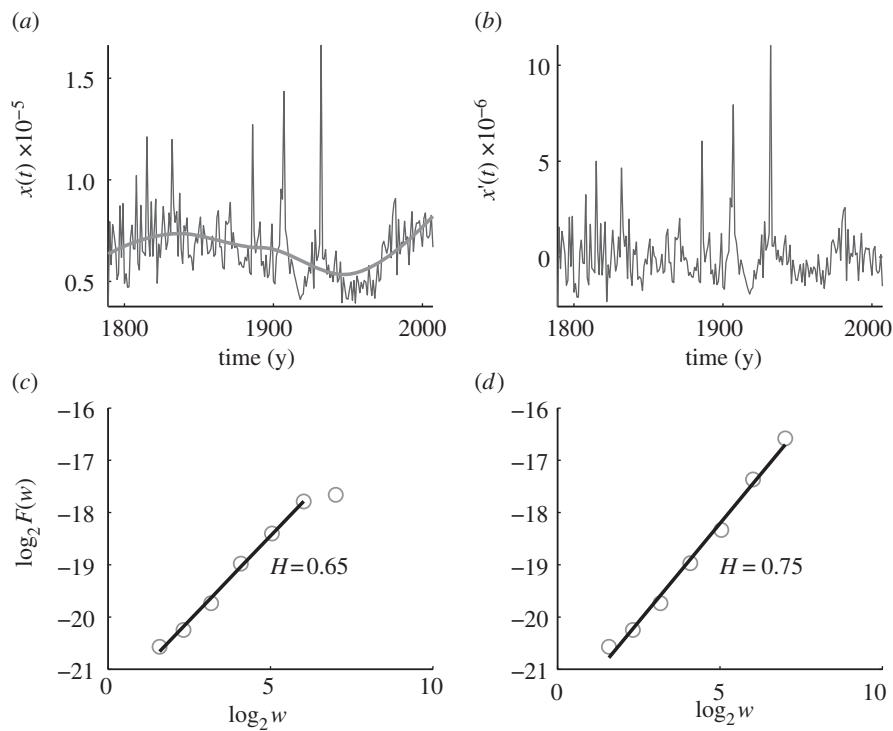 (a)
x(t) ×10⁻⁵
1.5
1.0
0.5
1800 1900 2000
time (y)
(b)
x'(t) ×10⁻⁶
10
5
0
1800 1900 2000
time (y)
(c)
log₂ F(w)
−16
−17
−18
−19
−20
−21
H = 0.65
0 5 10
log₂ w
(d)
−16
−17
−18
−19
−20
−21
H = 0.75
0 5 10
log₂ w